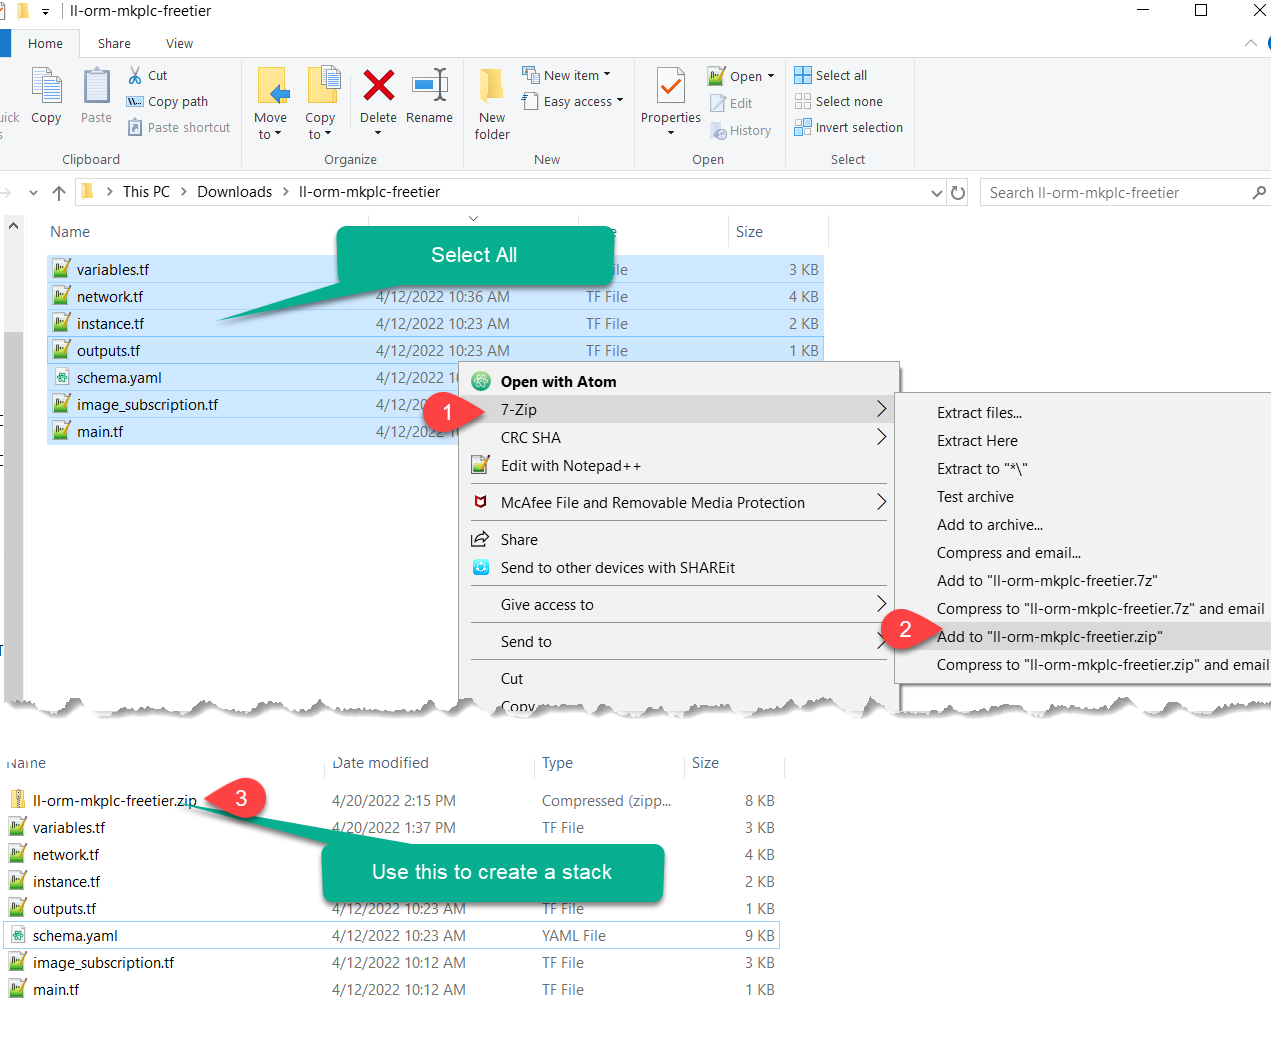 ll-orm-mkplc-freetier
Home Share View
Copy
Paste
Cut
Copy path
Paste shortcut
Clipboard
Move to
Copy to
Delete
Rename
Organize
New folder
New item
Easy access
New
Properties
Open
Edit
History
Open
Select all
Select none
Invert selection
Select
This PC > Downloads > ll-orm-mkplc-freetier
Search ll-orm-mkplc-freetier
Name Size
Select All
variables.tf 3 KB
network.tf 4/12/2022 10:36 AM TF File 4 KB
instance.tf 4/12/2022 10:23 AM TF File 2 KB
outputs.tf 4/12/2022 10:23 AM TF File 1 KB
schema.yaml 4/12/2022
image_subscription.tf
main.tf 4/12/2022
Open with Atom
1
7-Zip
CRC SHA
Edit with Notepad++
McAfee File and Removable Media Protection
Share
Send to other devices with SHAREit
Give access to
Send to
Cut
Copy
Extract files...
Extract Here
Extract to "*\"
Test archive
Add to archive...
Compress and email...
Add to "ll-orm-mkplc-freetier.7z"
Compress to "ll-orm-mkplc-freetier.7z" and email
2
Add to "ll-orm-mkplc-freetier.zip"
Compress to "ll-orm-mkplc-freetier.zip" and email
Name Date modified Type Size
ll-orm-mkplc-freetier.zip 3 4/20/2022 2:15 PM Compressed (zipp... 8 KB
variables.tf 4/20/2022 1:37 PM TF File 3 KB
network.tf 4 KB
Use this to create a stack
instance.tf 2 KB
outputs.tf 4/12/2022 10:23 AM TF File 1 KB
schema.yaml 4/12/2022 10:23 AM YAML File 9 KB
image_subscription.tf 4/12/2022 10:12 AM TF File 3 KB
main.tf 4/12/2022 10:12 AM TF File 1 KB